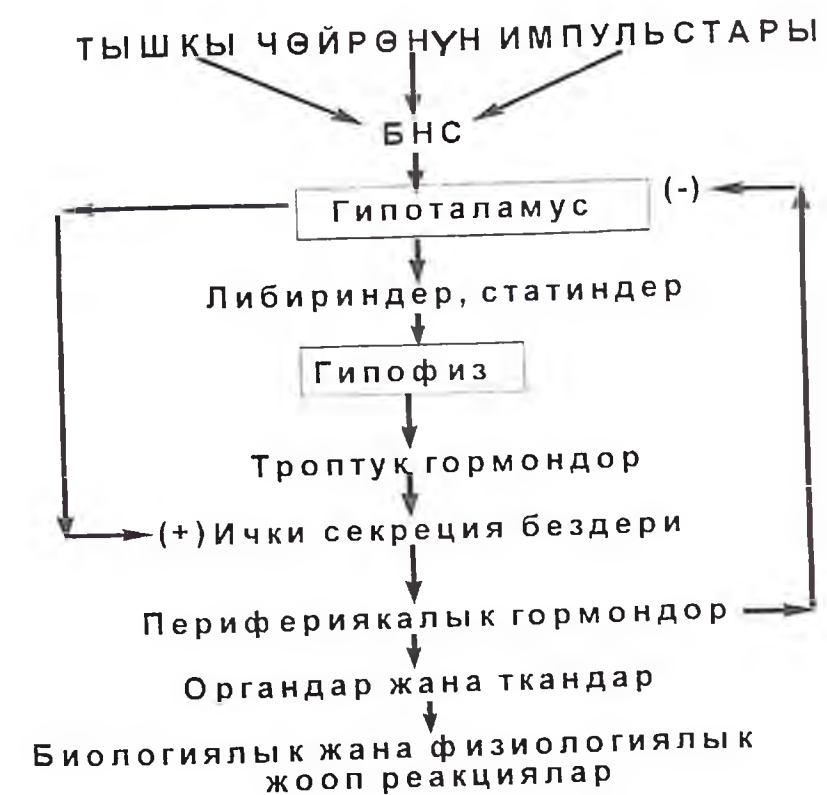 ТЫШКЫ ЧӨЙРӨНҮН ИМПУЛЬСТАРЫ
БНС
Гипоталамус (-)
Либириндер, статиндер
Гипофиз
Троптук гормондор
(+) Ички секреция бездери
Перифериякалык гормондор
Органдар жана ткандар
Биологиялык жана физиологиялык
жооп реакциялар